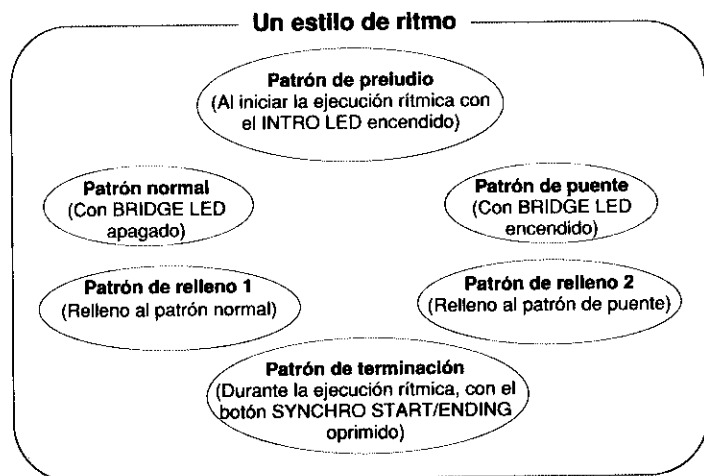 Un estilo de ritmo
Patrón de preludio
(Al iniciar la ejecución rítmica con
el INTRO LED encendido)
Patrón normal
(Con BRIDGE LED
apagado)
Patrón de puente
(Con BRIDGE LED
encendido)
Patrón de relleno 1
(Relleno al patrón normal)
Patrón de relleno 2
(Relleno al patrón de puente)
Patrón de terminación
(Durante la ejecución rítmica, con el
botón SYNCHRO START/ENDING
oprimido)